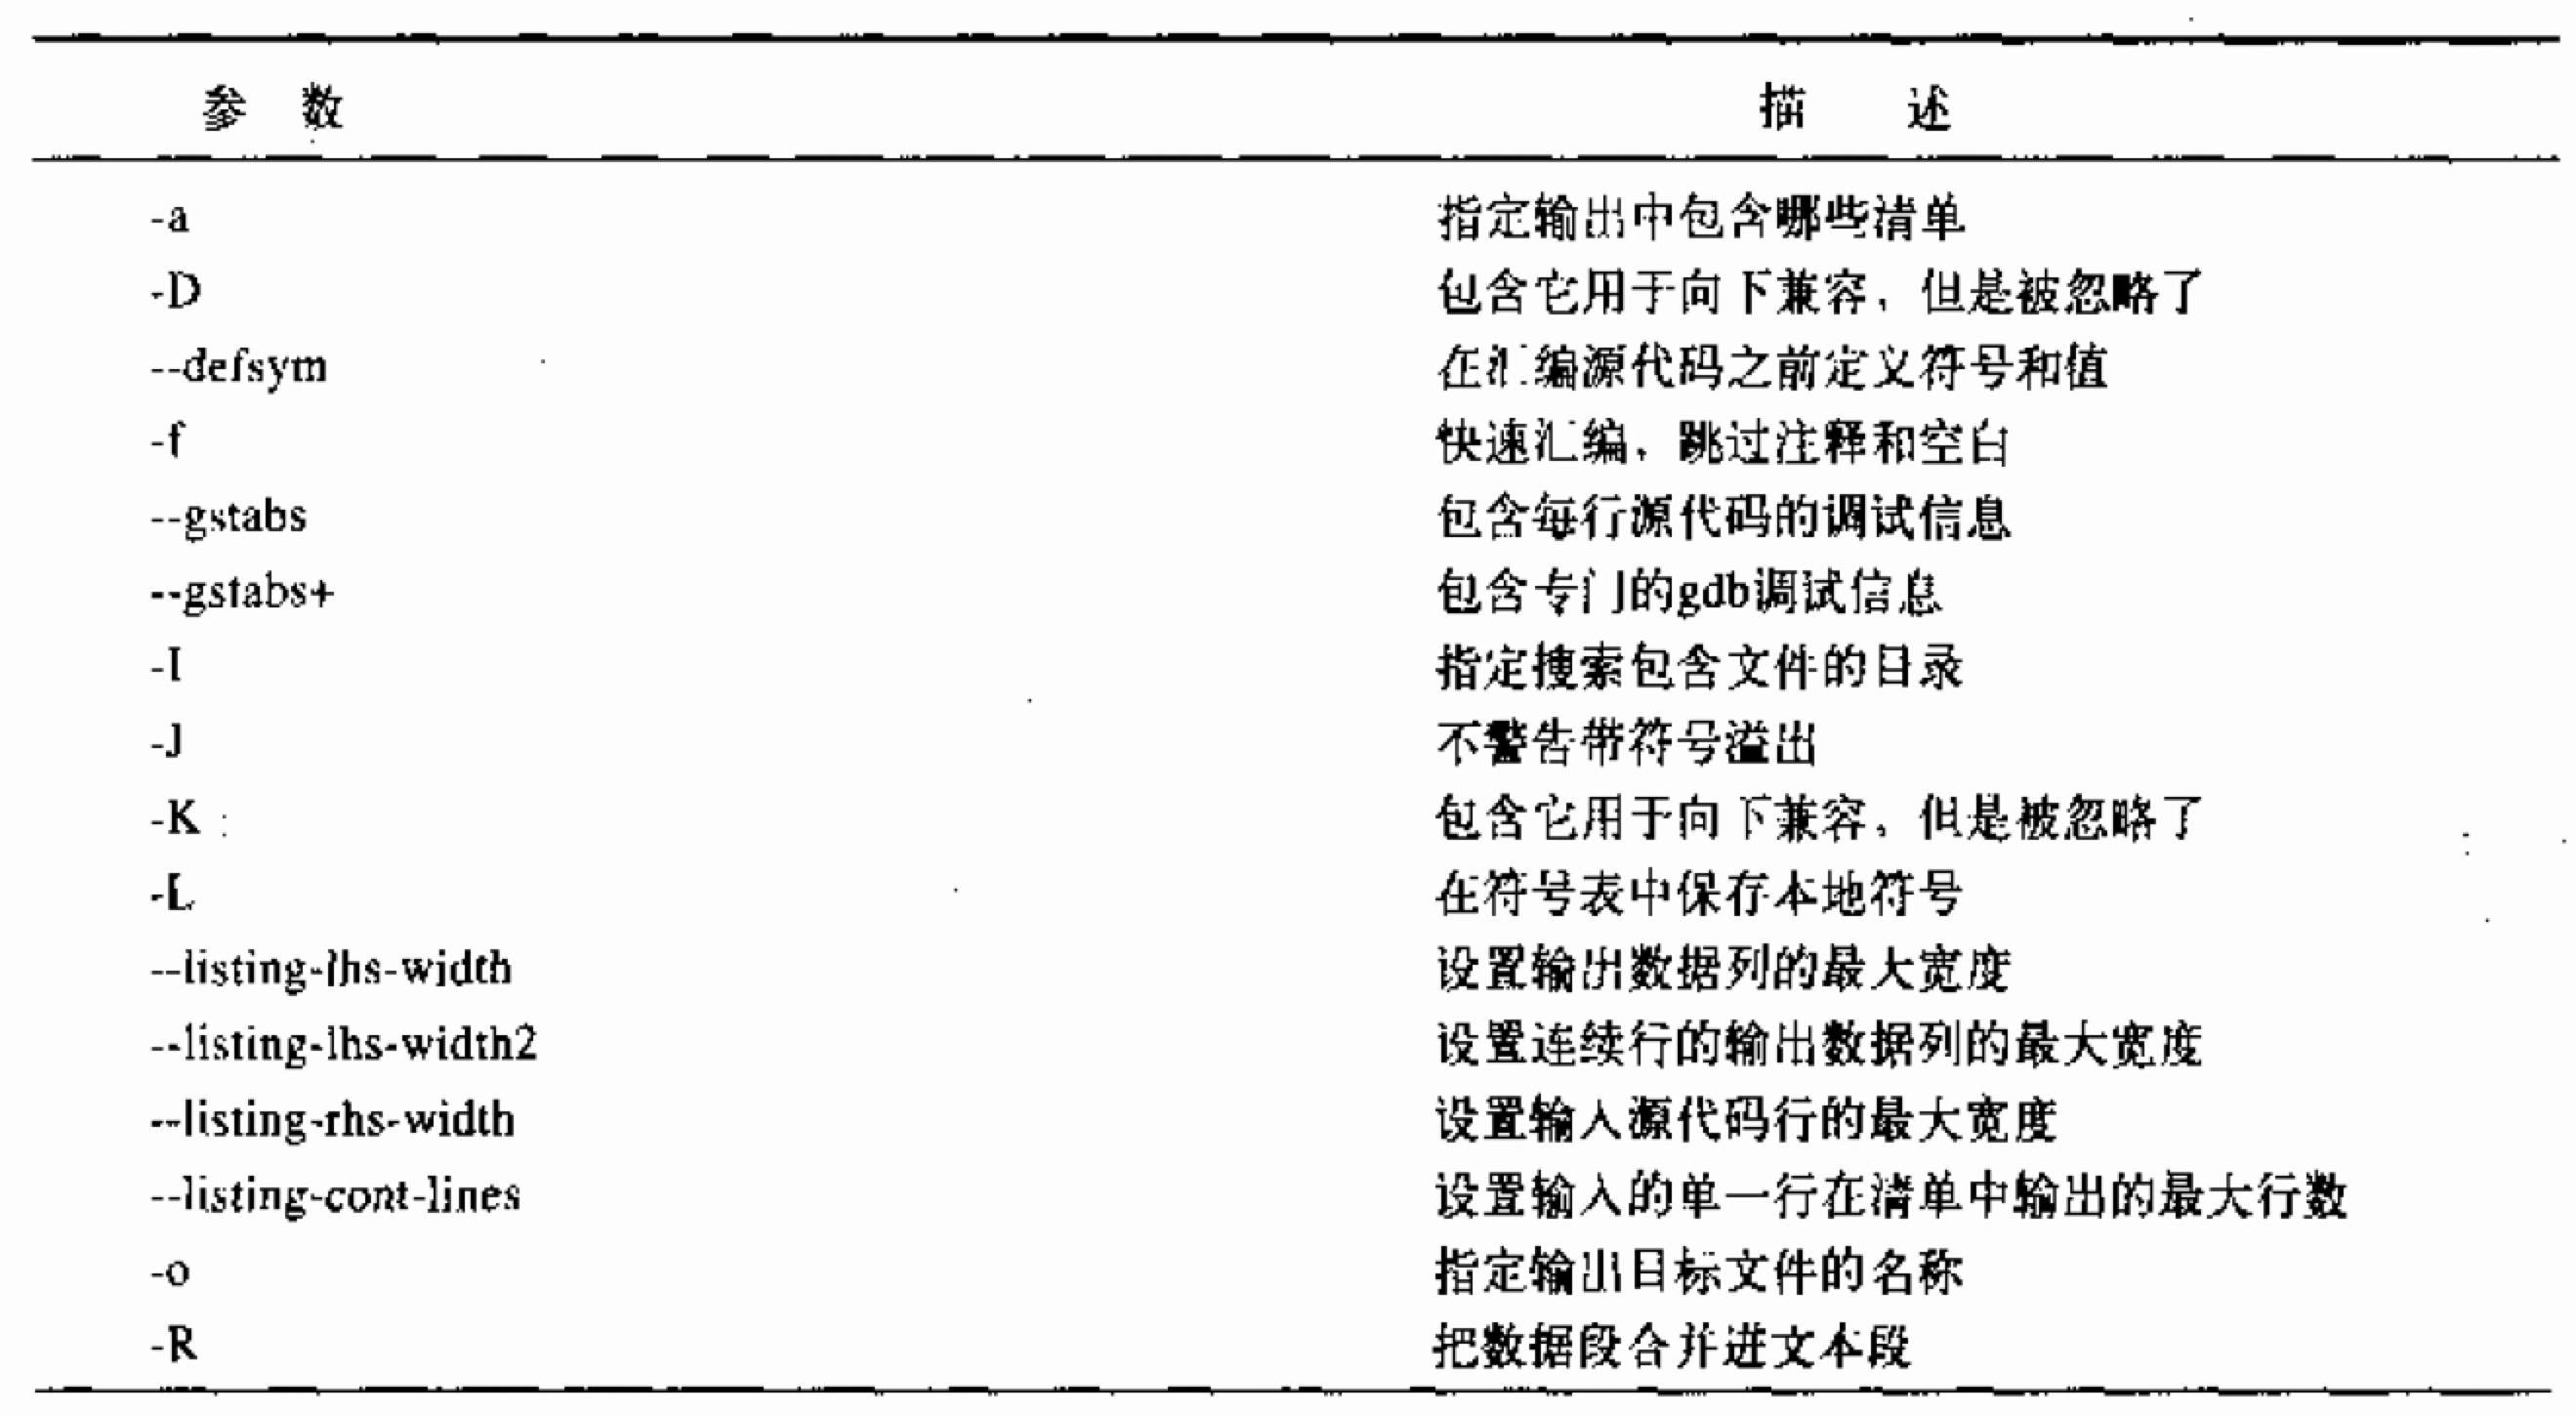 参 数 描 述
-a 指定输出中包含哪些清单
-D 包含它用于向下兼容，但是被忽略了
--defsym 在汇编源代码之前定义符号和值
-f 快速汇编，跳过注释和空白
--gstabs 包含每行源代码的调试信息
--gstabs+ 包含专门的gdb调试信息
-I 指定搜索包含文件的目录
-J 不警告带符号溢出
-K 包含它用于向下兼容，但是被忽略了
-L 在符号表中保存本地符号
--listing-lhs-width 设置输出数据列的最大宽度
--listing-lhs-width2 设置连续行的输出数据列的最大宽度
--listing-rhs-width 设置输入源代码行的最大宽度
--listing-cont-lines 设置输入的单一行在清单中输出的最大行数
-o 指定输出目标文件的名称
-R 把数据段合并进文本段